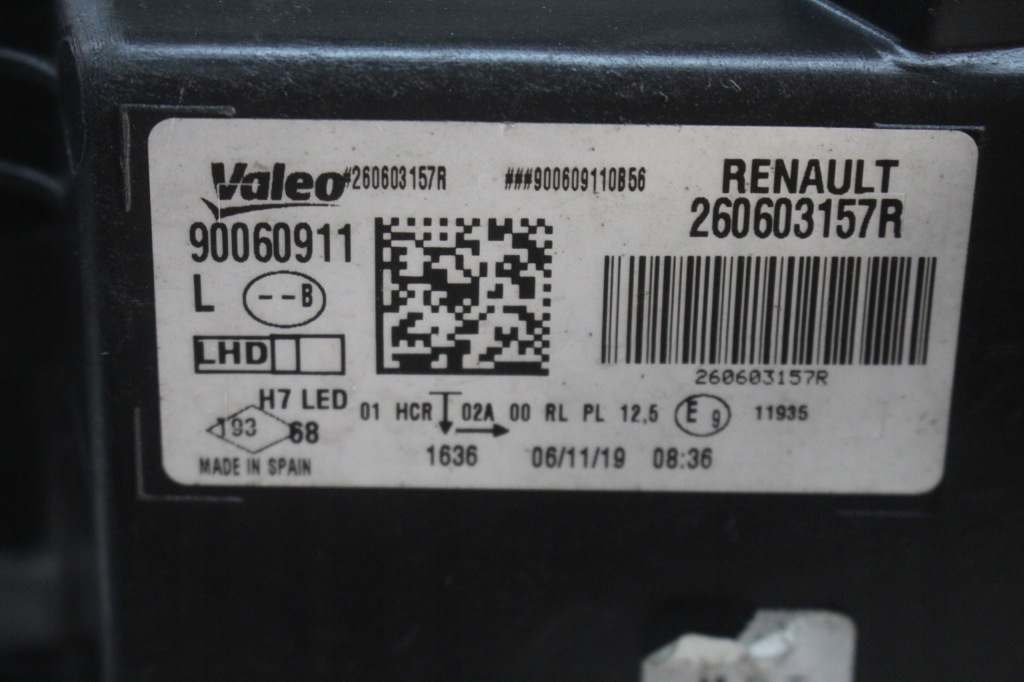 Valeo #260603157R ###900609110B56 RENAULT
90060911 260603157R
L --B
LHD
260603157R
H7 LED
01 HCR 02A 00 RL PL 12,5 E9 11935
193 68
1636 06/11/19 08:36
MADE IN SPAIN